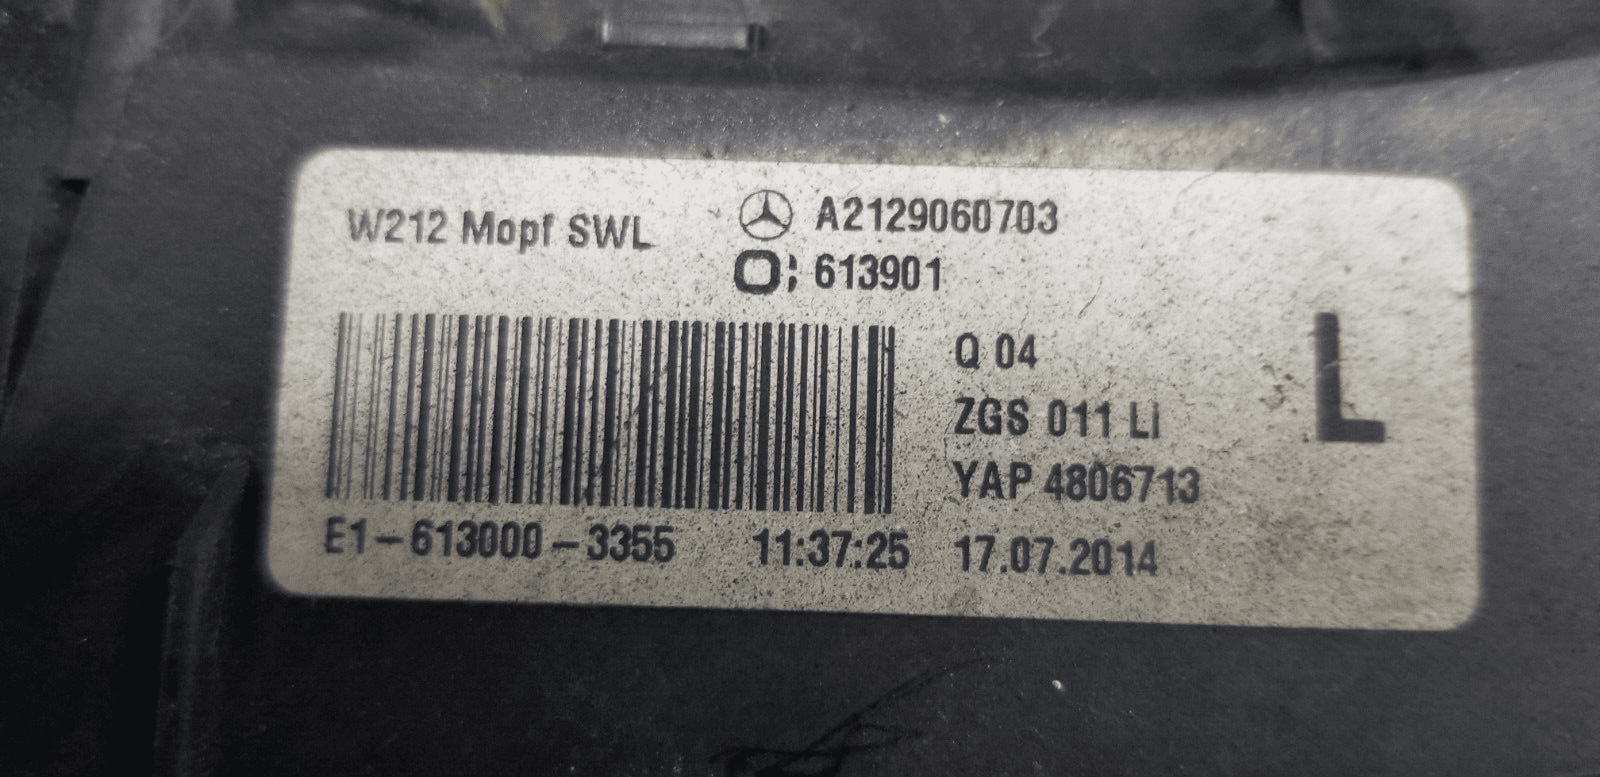 W212 Mopf SWL
A2129060703
613901
Q 04
ZGS 011 Li
L
YAP 4806713
E1-613000-3355 11:37:25 17.07.2014